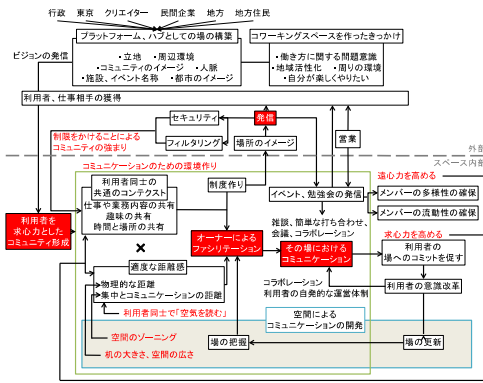 行政 東京 クリエイター 民間企業 地方 地方住民
プラットフォーム、ハブとしての場の構築
コワーキングスペースを作ったきっかけ
ビジョンの発信
・立地 ・周辺環境
・コミュニティのイメージ ・人脈
・施設、イベント名称 ・都市のイメージ
・働き方に関する問題意識
・地域活性化 ・周りの環境
・自分が楽しくやりたい
利用者、仕事相手の獲得
セキュリティ
発信
制限をかけることによる
コミュニティの強まり
フィルタリング
場所のイメージ
営業
外部
スペース内部
コミュニケーションのための環境作り
遠心力を高める
利用者同士の
共通のコンテクスト
仕事や業務内容の共有
趣味の共有
時間と場所の共有
制度作り
イベント、勉強会の発信
メンバーの多様性の確保
メンバーの流動性の確保
雑談、簡単な打ち合わせ、
会議、コラボレーション
利用者を
求心力とした
コミュニティ形成
オーナーによる
ファシリテーション
その場における
コミュニケーション
求心力を高める
利用者の
場へのコミットを促す
適度な距離感
・物理的な距離
・集中とコミュニケーションの距離
コラボレーション
利用者の自発的な運営体制
利用者の意識改革
利用者同士で「空気を読む」
空間による
コミュニケーションの開発
空間のゾーニング
机の大きさ、空間の広さ
場の把握
場の更新